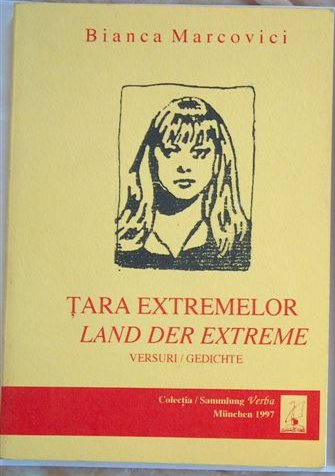 Bianca Marcovici
ȚARA EXTREMELOR
LAND DER EXTREME
VERSURI / GEDICHTE
Colecția / Sammlung Verba
München 1997